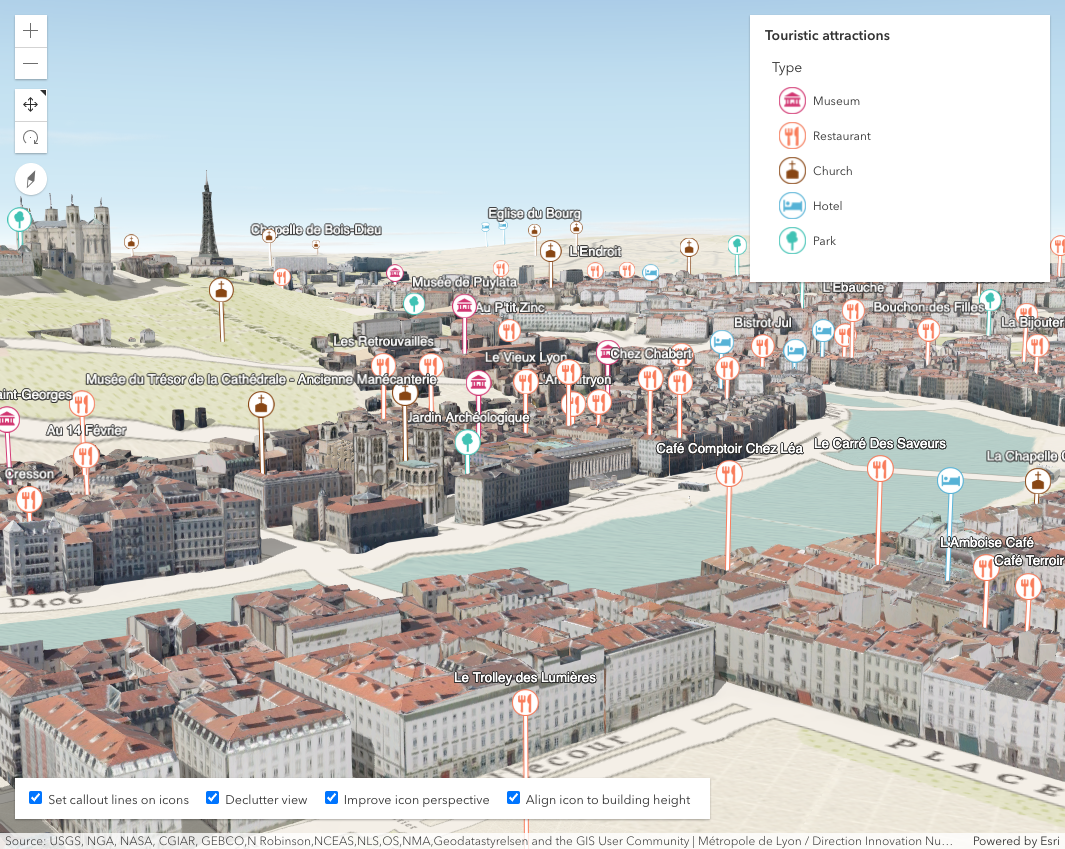 Touristic attractions
Type
Museum
Restaurant
Church
Hotel
Park
Eglise du Bourg
Chapelle de Bois-Dieu
L'Endroit
Musée de Puylata
L'Ebauche
Au P'tit Zinc
Bouchon des Filles
Bistrot Jul
La Bijouter
Les Retrouvailles
Le Vieux Lyon
Chez Chabert
Musée du Trésor de la Cathédrale - Ancienne Manécanterie
aint-Georges
Jardin Archéologique
Au 14 Février
Le Carré Des Saveurs
Café Comptoir Chez Léa
La Chapelle
Cresson
L'Amboise Café
Café Terroir
D406
Le Trolley des Lumières
PLACE
Set callout lines on icons
Declutter view
Improve icon perspective
Align icon to building height
Source: USGS, NGA, NASA, CGIAR, GEBCO,N Robinson,NCEAS,NLS,OS,NMA,Geodatastyrelsen and the GIS User Community | Métropole de Lyon / Direction Innovation Nu…
Powered by Esri